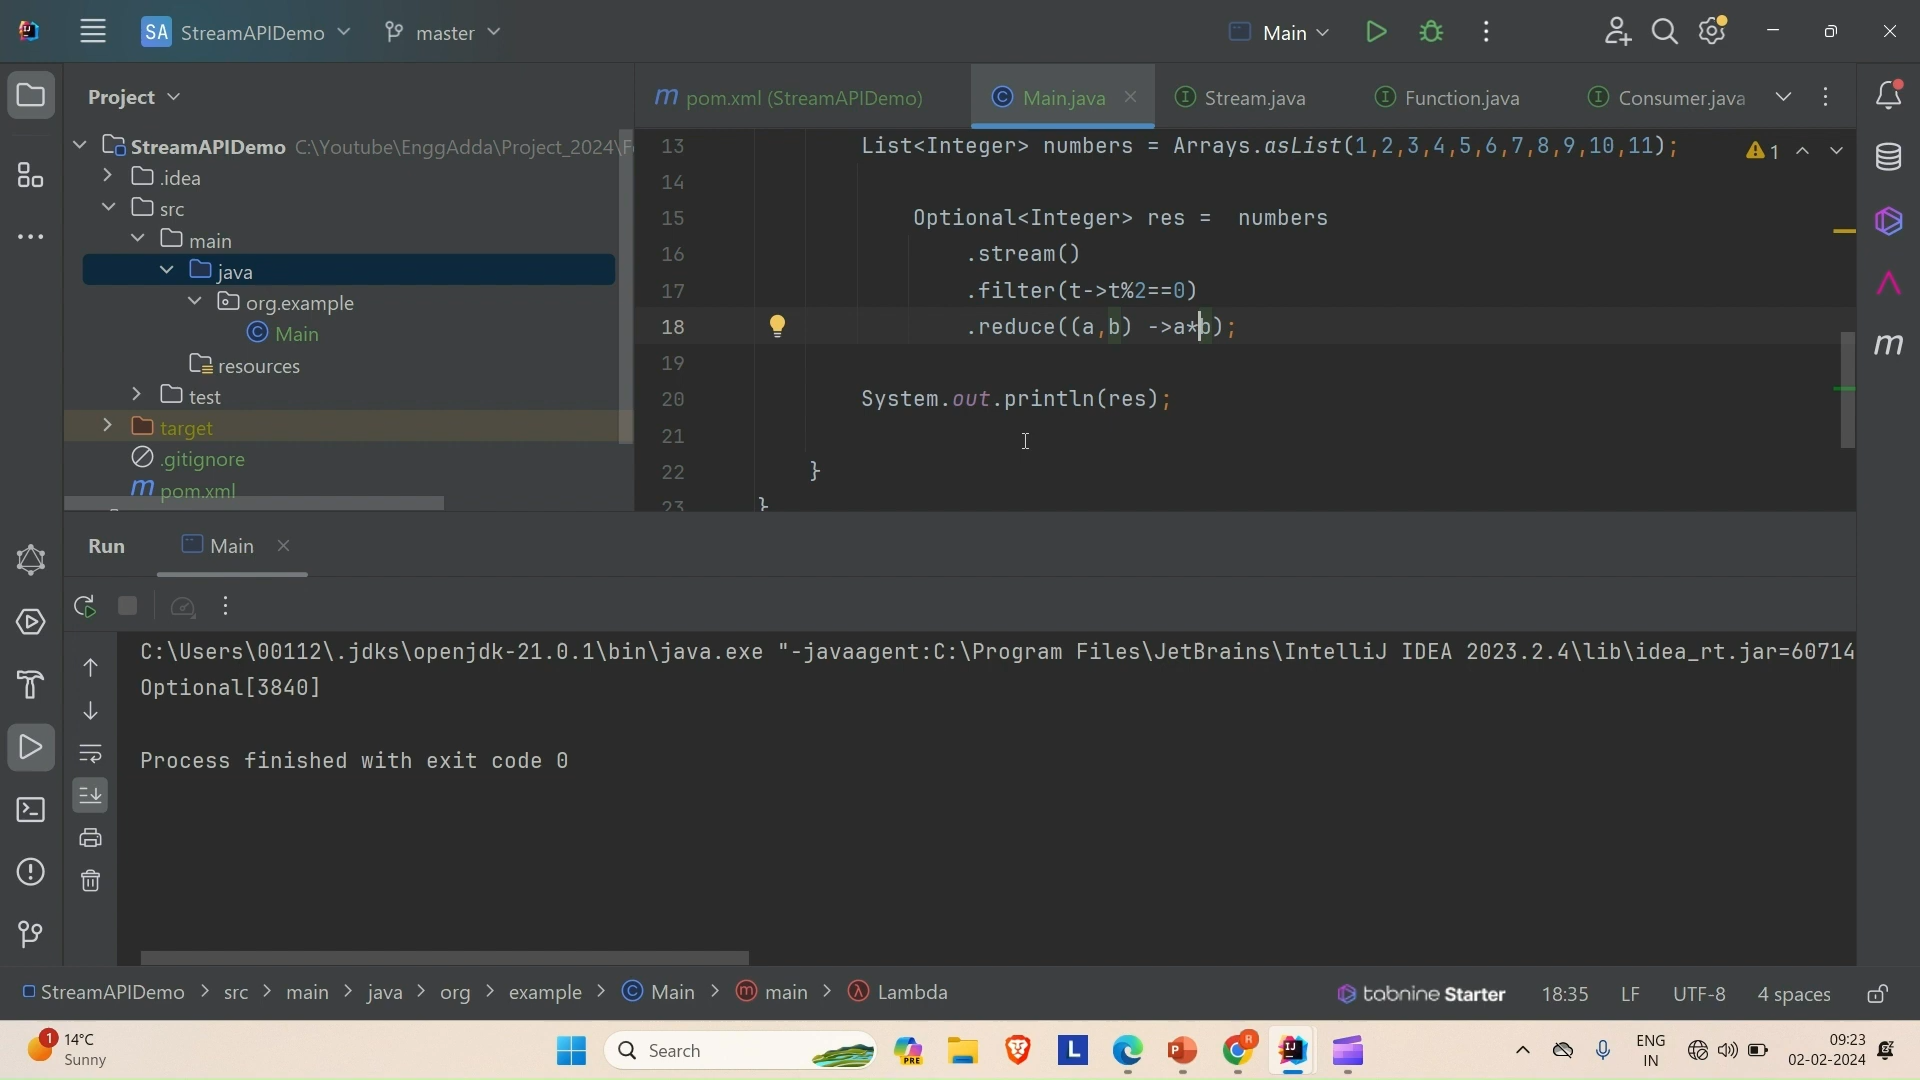 SA StreamAPIDemo master Main
Project
pom.xml (StreamAPIDemo) Main.java Stream.java Function.java Consumer.java
StreamAPIDemo C:\Youtube\EnggAdda\Project_2024\F
.idea
src
main
java
org.example
Main
resources
test
target
.gitignore
pom.xml
13 List<Integer> numbers = Arrays.asList(1,2,3,4,5,6,7,8,9,10,11); 1
14
15 Optional<Integer> res =  numbers
16 .stream()
17 .filter(t->t%2==0)
18 .reduce((a,b) ->a*b);
19
20 System.out.println(res);
21
22 }
23 }
Run Main
C:\Users\00112\.jdks\openjdk-21.0.1\bin\java.exe "-javaagent:C:\Program Files\JetBrains\IntelliJ IDEA 2023.2.4\lib\idea_rt.jar=60714
Optional[3840]
Process finished with exit code 0
StreamAPIDemo > src > main > java > org > example > Main > main > Lambda
tabnine Starter 18:35 LF UTF-8 4 spaces
1 14°C
Sunny
Search
PRE
L
ENG
IN
09:23
02-02-2024